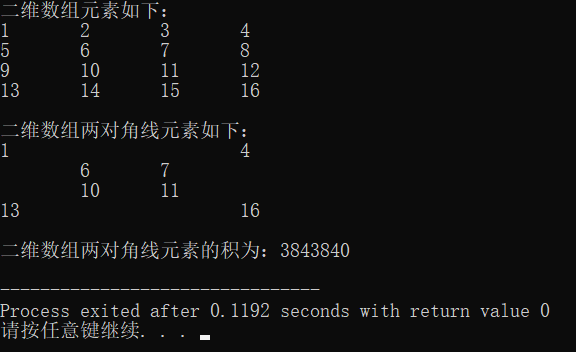 二维数组元素如下：
1 2 3 4
5 6 7 8
9 10 11 12
13 14 15 16
二维数组两对角线元素如下：
1 4
6 7
10 11
13 16
二维数组两对角线元素的积为：3843840
--------------------------------
Process exited after 0.1192 seconds with return value 0
请按任意键继续. . .